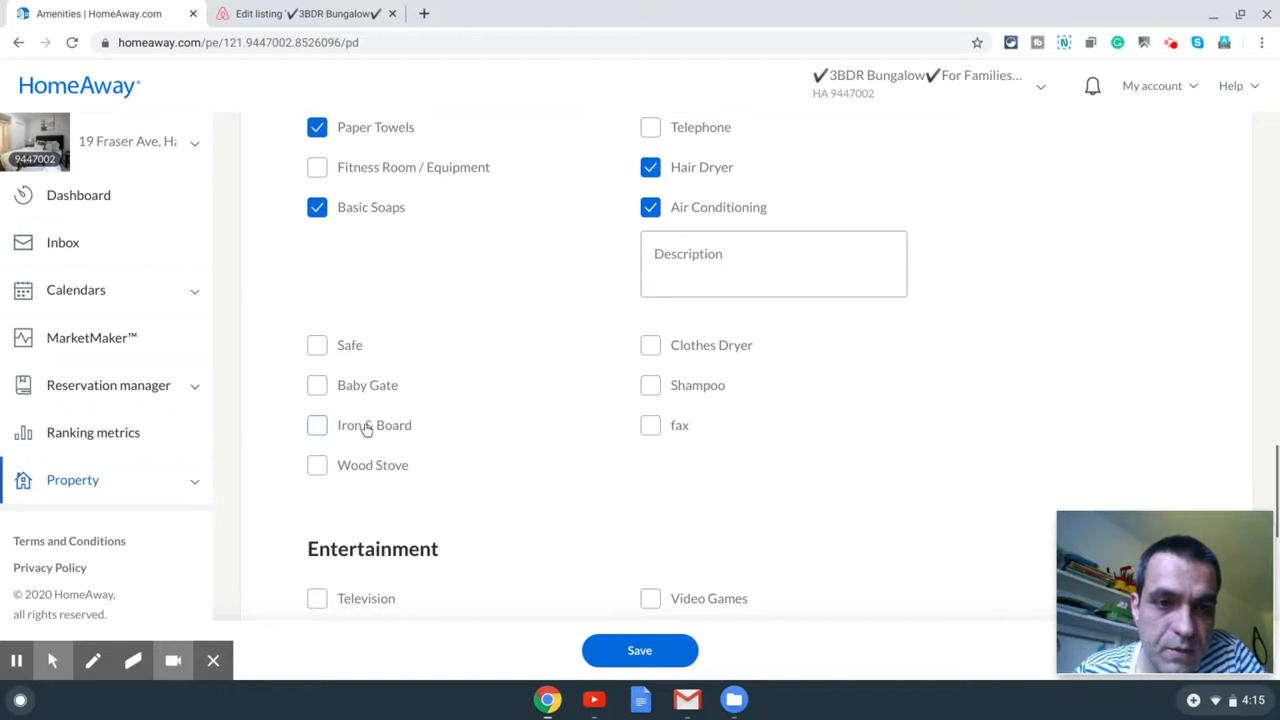 Amenities | HomeAway.com
Edit listing '✔3BDR Bungalow✔
homeaway.com/pe/121.9447002.8526096/pd
HomeAway
✔3BDR Bungalow✔For Families...
HA 9447002
My account
Help
9447002
19 Fraser Ave, Ha
Dashboard
Inbox
Calendars
MarketMaker™
Reservation manager
Ranking metrics
Property
Terms and Conditions
Privacy Policy
© 2020 HomeAway,
all rights reserved.
Paper Towels
Telephone
Fitness Room / Equipment
Hair Dryer
Basic Soaps
Air Conditioning
Description
Safe
Clothes Dryer
Baby Gate
Shampoo
Iron & Board
fax
Wood Stove
Entertainment
Television
Video Games
Save
4:15